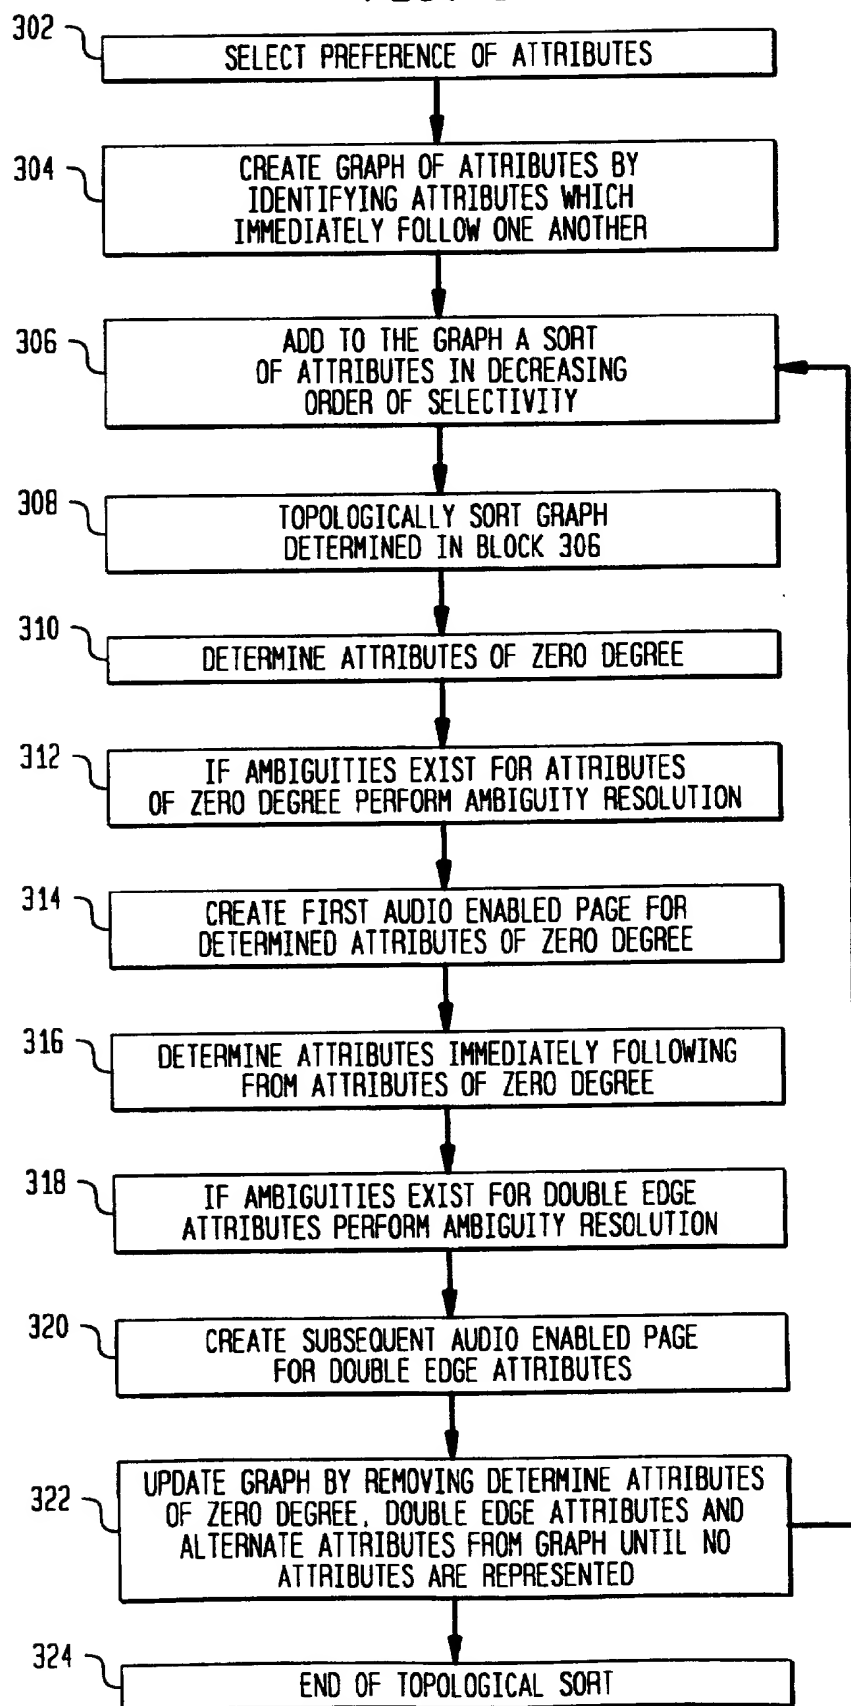 302
SELECT PREFERENCE OF ATTRIBUTES
304
CREATE GRAPH OF ATTRIBUTES BY
IDENTIFYING ATTRIBUTES WHICH
IMMEDIATELY FOLLOW ONE ANOTHER
306
ADD TO THE GRAPH A SORT
OF ATTRIBUTES IN DECREASING
ORDER OF SELECTIVITY
308
TOPOLOGICALLY SORT GRAPH
DETERMINED IN BLOCK 306
310
DETERMINE ATTRIBUTES OF ZERO DEGREE
312
IF AMBIGUITIES EXIST FOR ATTRIBUTES
OF ZERO DEGREE PERFORM AMBIGUITY RESOLUTION
314
CREATE FIRST AUDIO ENABLED PAGE FOR
DETERMINED ATTRIBUTES OF ZERO DEGREE
316
DETERMINE ATTRIBUTES IMMEDIATELY FOLLOWING
FROM ATTRIBUTES OF ZERO DEGREE
318
IF AMBIGUITIES EXIST FOR DOUBLE EDGE
ATTRIBUTES PERFORM AMBIGUITY RESOLUTION
320
CREATE SUBSEQUENT AUDIO ENABLED PAGE
FOR DOUBLE EDGE ATTRIBUTES
322
UPDATE GRAPH BY REMOVING DETERMINE ATTRIBUTES
OF ZERO DEGREE, DOUBLE EDGE ATTRIBUTES AND
ALTERNATE ATTRIBUTES FROM GRAPH UNTIL NO
ATTRIBUTES ARE REPRESENTED
324
END OF TOPOLOGICAL SORT